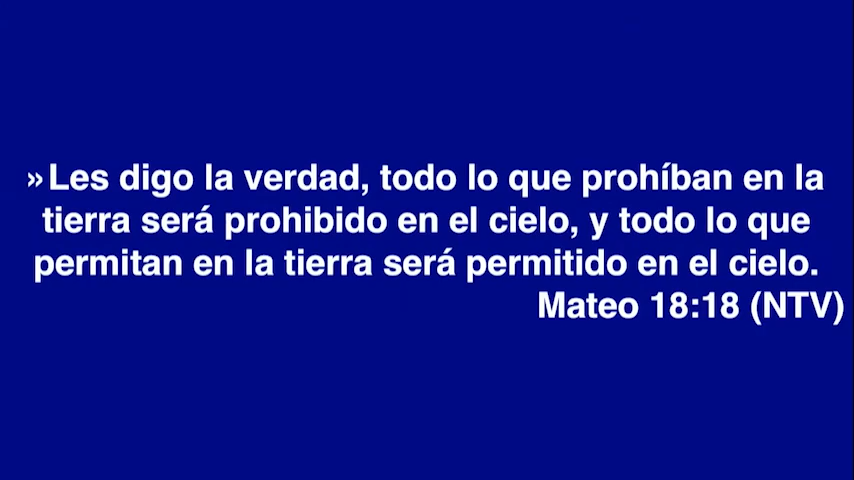 »Les digo la verdad, todo lo que prohíban en la
tierra será prohibido en el cielo, y todo lo que
permitan en la tierra será permitido en el cielo.
Mateo 18:18 (NTV)